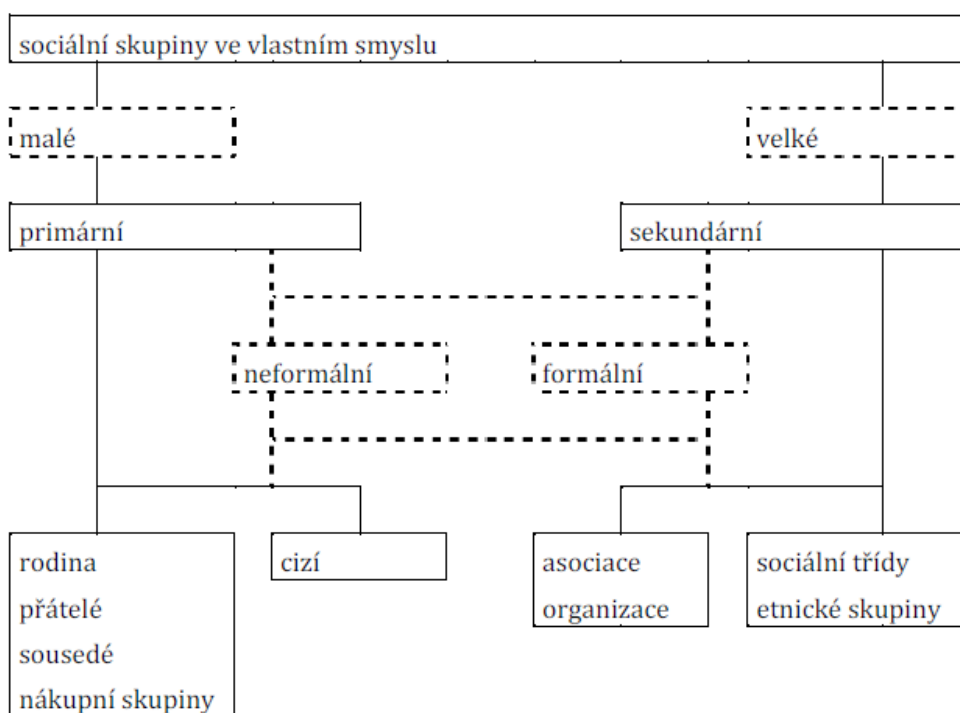 sociální skupiny ve vlastním smyslu
malé
velké
primární
sekundární
neformální
formální
rodina
přátelé
sousedé
nákupní skupiny
cizí
asociace
organizace
sociální třídy
etnické skupiny